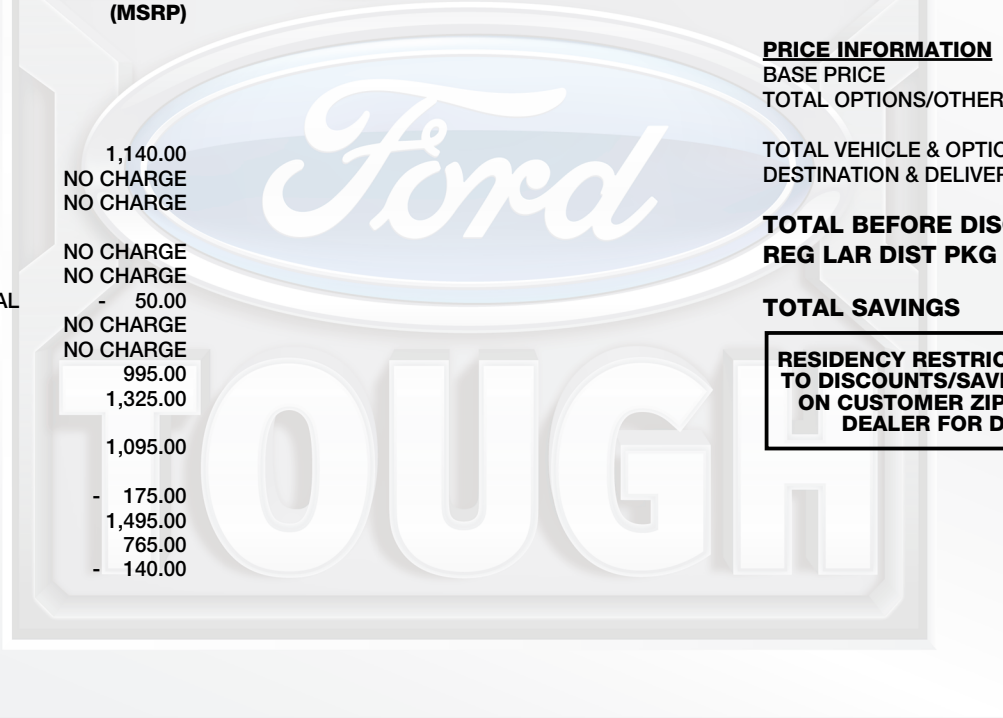 (MSRP)
1,140.00
NO CHARGE
NO CHARGE
NO CHARGE
NO CHARGE
AL - 50.00
NO CHARGE
NO CHARGE
995.00
1,325.00
1,095.00
- 175.00
1,495.00
765.00
- 140.00
PRICE INFORMATION
BASE PRICE
TOTAL OPTIONS/OTHER
TOTAL VEHICLE & OPTIO
DESTINATION & DELIVER
TOTAL BEFORE DISC
REG LAR DIST PKG
TOTAL SAVINGS
RESIDENCY RESTRIC
TO DISCOUNTS/SAVI
ON CUSTOMER ZIP
DEALER FOR D
Ford
TOUGH